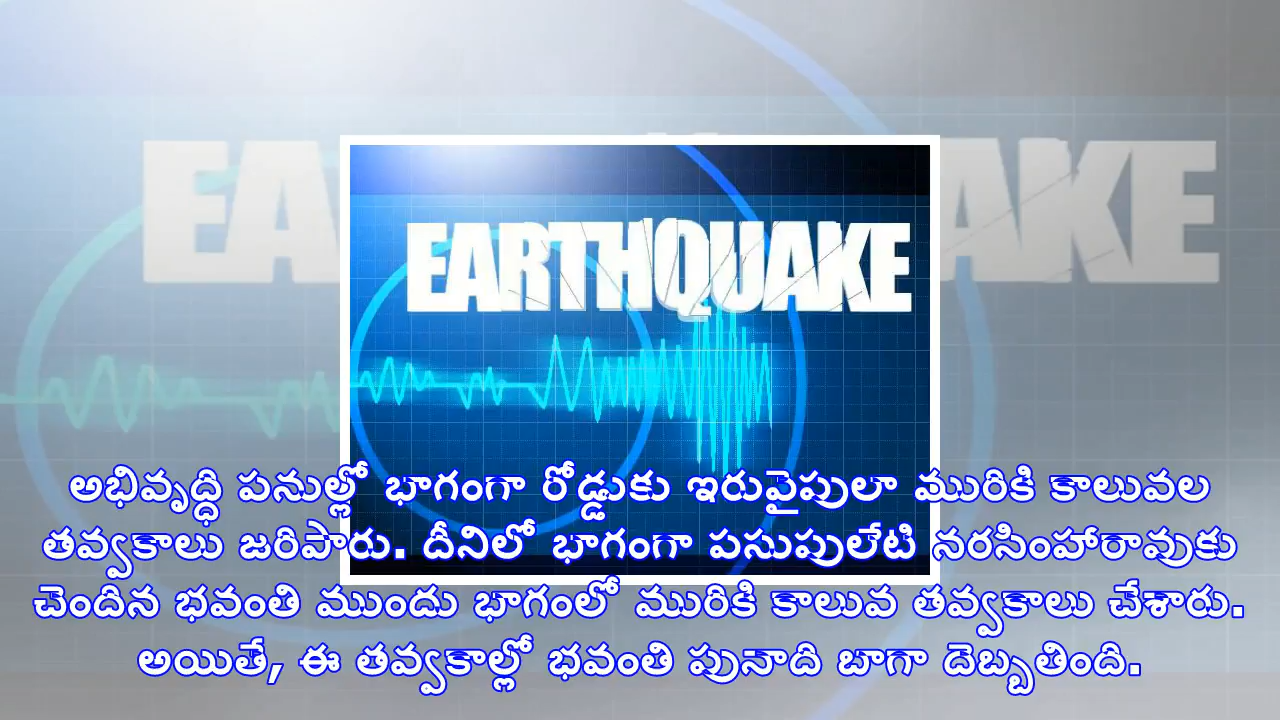 EARTHQUAKE
అభివృద్ధి పనుల్లో భాగంగా రోడ్డుకు ఇరువైపులా మురికి కాలువల
తవ్వకాలు జరిపారు. దీనిలో భాగంగా పసుపులేటి నరసింహారావుకు
చెందిన భవంతి ముందు భాగంలో మురికి కాలువ తవ్వకాలు చేశారు.
అయితే, ఈ తవ్వకాల్లో భవంతి పునాది బాగా దెబ్బతింది.